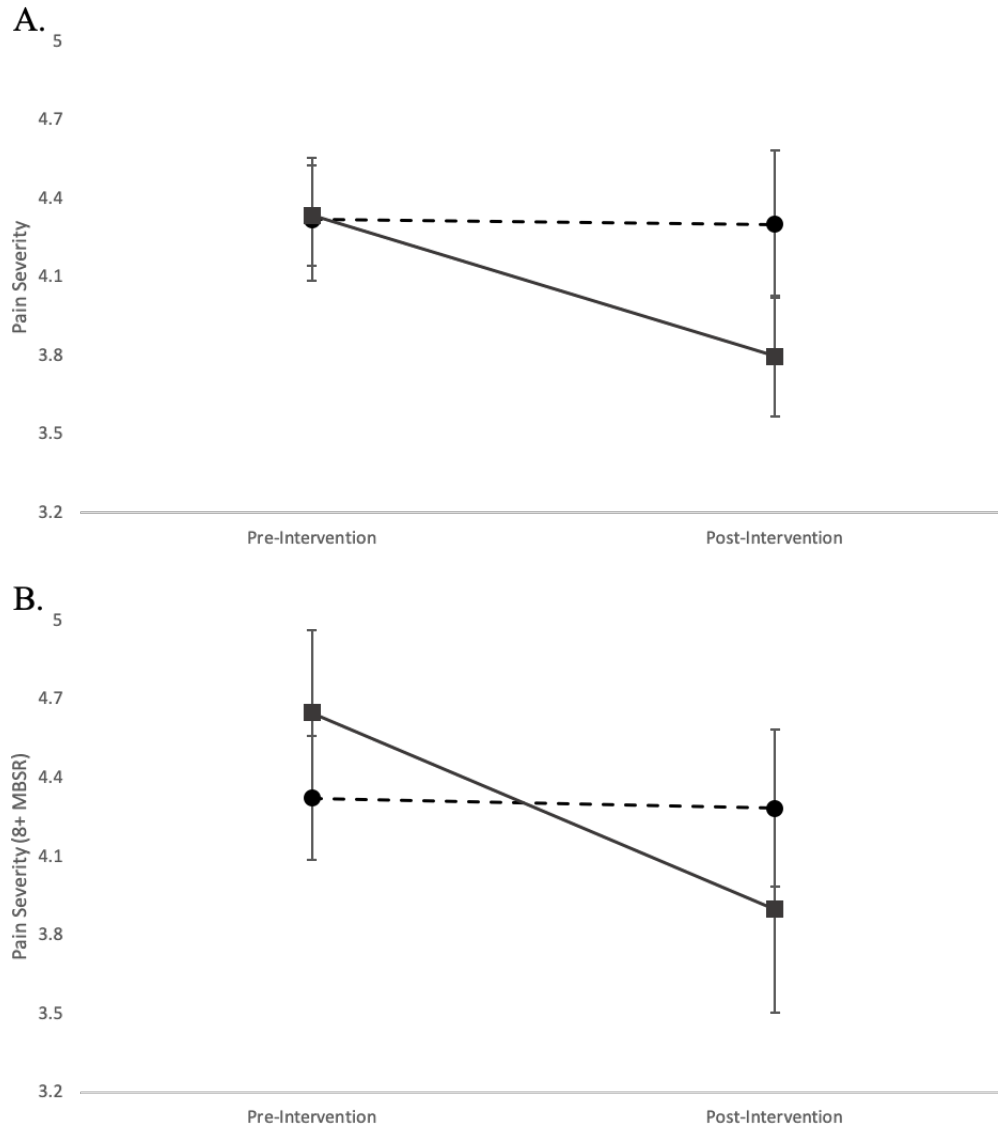 A.
5
4.7
4.4
4.1
3.8
3.5
3.2
Pain Severity
Pre-Intervention
Post-Intervention
B.
5
4.7
4.4
4.1
3.8
3.5
3.2
Pain Severity (8+ MBSR)
Pre-Intervention
Post-Intervention